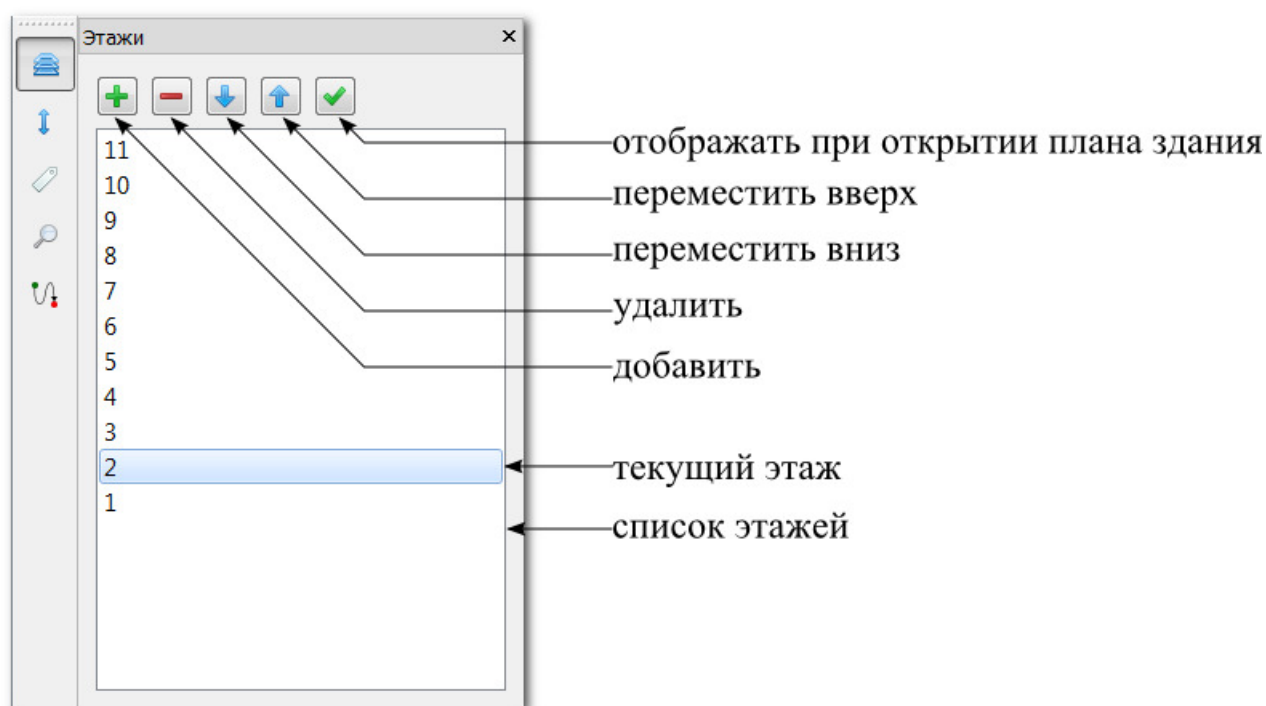 Этажи
11
10
9
8
7
6
5
4
3
2
1
отображать при открытии плана здания
переместить вверх
переместить вниз
удалить
добавить
текущий этаж
список этажей